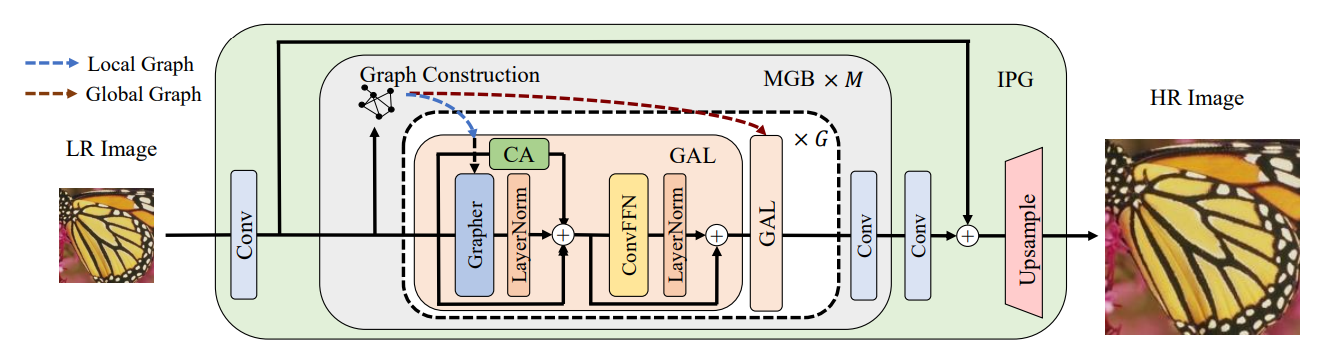 Local Graph
Global Graph
LR Image
Conv
Graph Construction
MGB × M
IPG
HR Image
× G
GAL
CA
Grapher
LayerNorm
+
ConvFFN
LayerNorm
+
GAL
Conv
Conv
+
Upsample